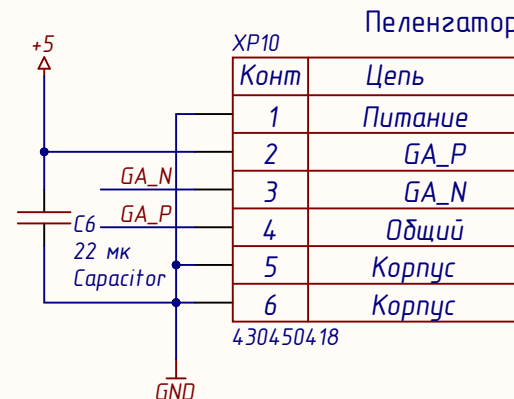 Пеленгатор
+5
XP10
Конт Цепь
1 Питание
2 GA_P
GA_N
3 GA_N
GA_P
4 Общий
C6
22 мк
Capacitor
5 Корпус
6 Корпус
430450418
GND